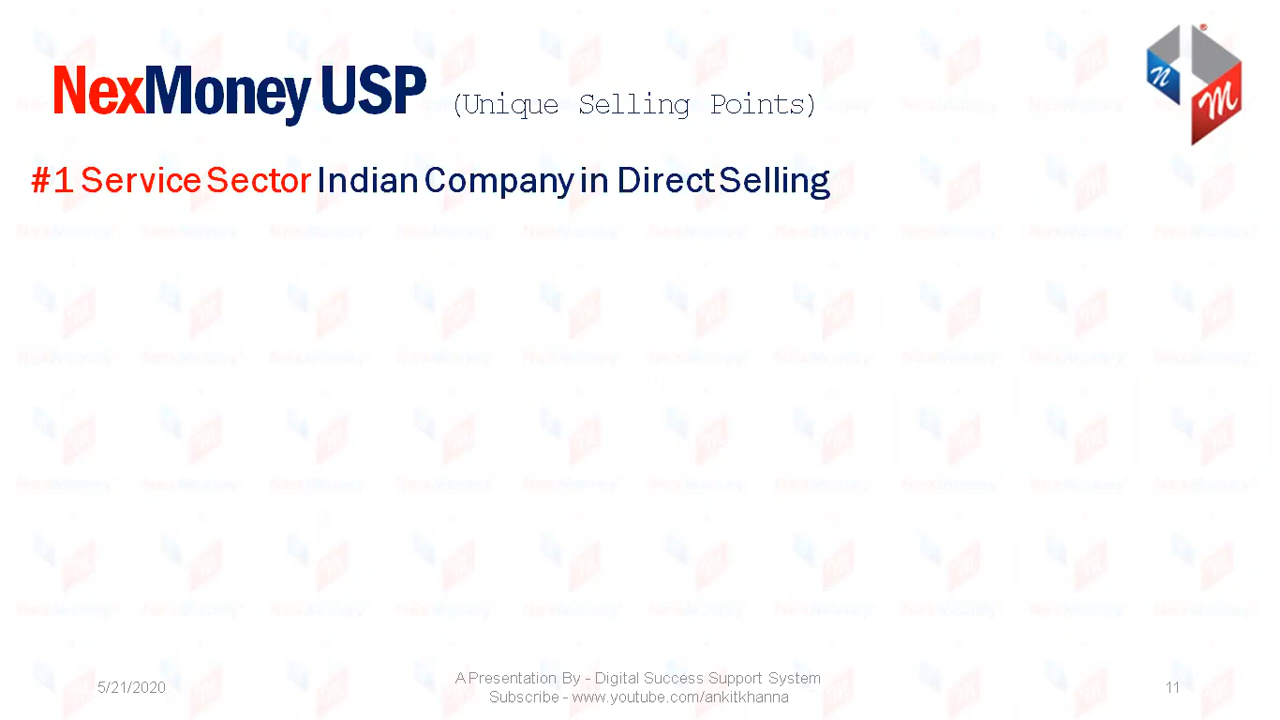 NexMoney USP (Unique Selling Points)
#1 Service Sector Indian Company in Direct Selling
5/21/2020
A Presentation By - Digital Success Support System
Subscribe - www.youtube.com/ankitkhanna
11